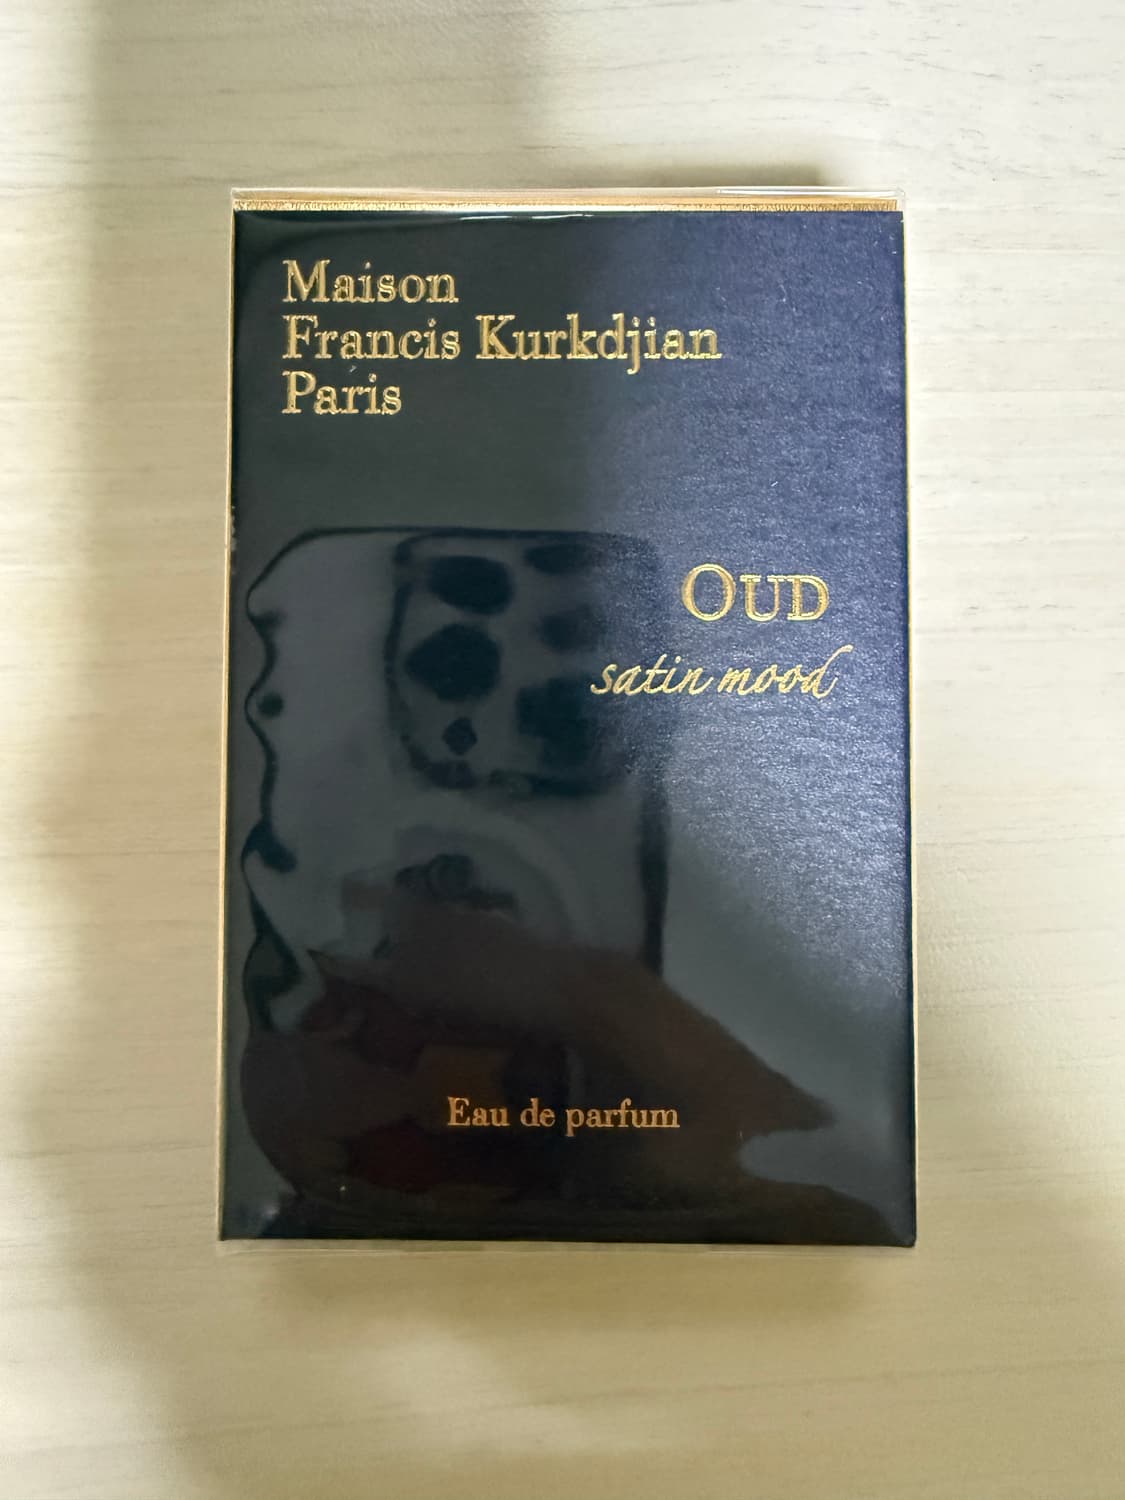 Maison
Francis Kurkdjian
Paris
OUD
satin mood
Eau de parfum